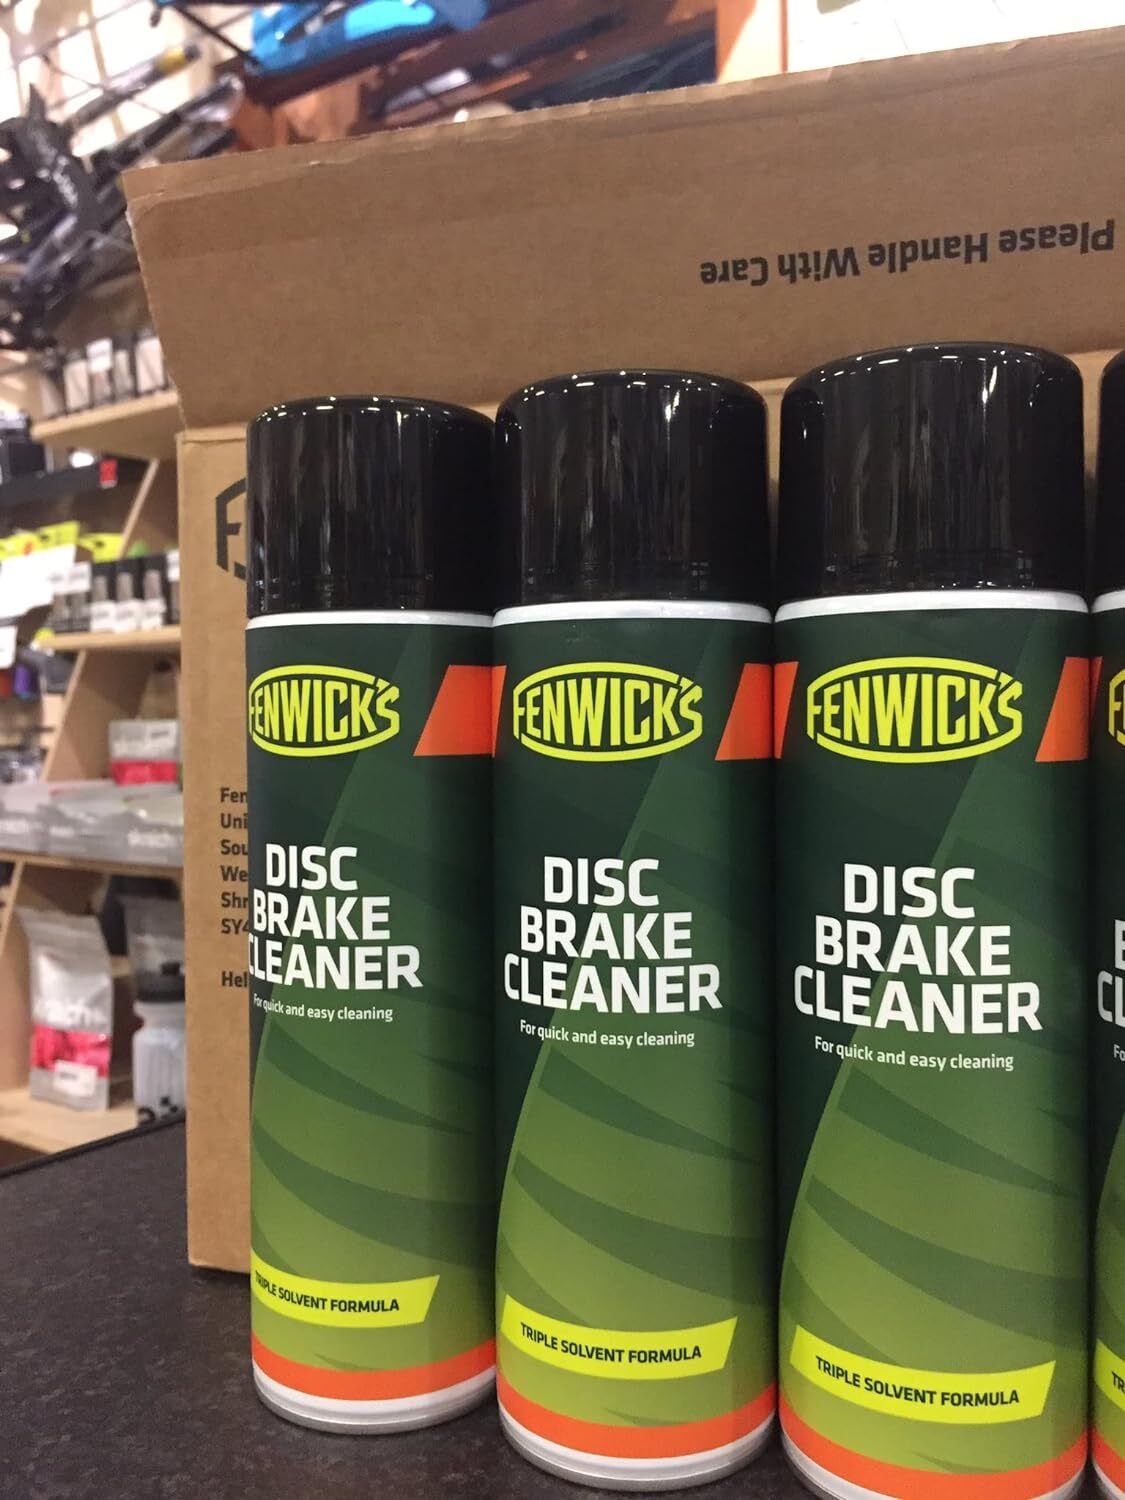 Please Handle With Care
FENWICK'S
DISC
BRAKE
CLEANER
For quick and easy cleaning
TRIPLE SOLVENT FORMULA
FENWICK'S
DISC
BRAKE
CLEANER
For quick and easy cleaning
TRIPLE SOLVENT FORMULA
FENWICK'S
DISC
BRAKE
CLEANER
For quick and easy cleaning
TRIPLE SOLVENT FORMULA